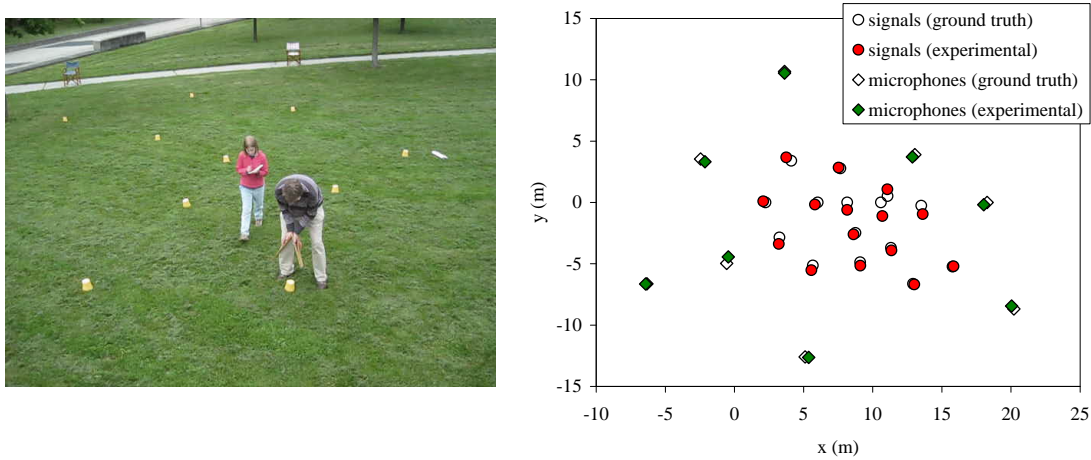 signals (ground truth)
signals (experimental)
microphones (ground truth)
microphones (experimental)
15
10
5
0
-5
-10
-15
y (m)
-10 -5 0 5 10 15 20 25
x (m)